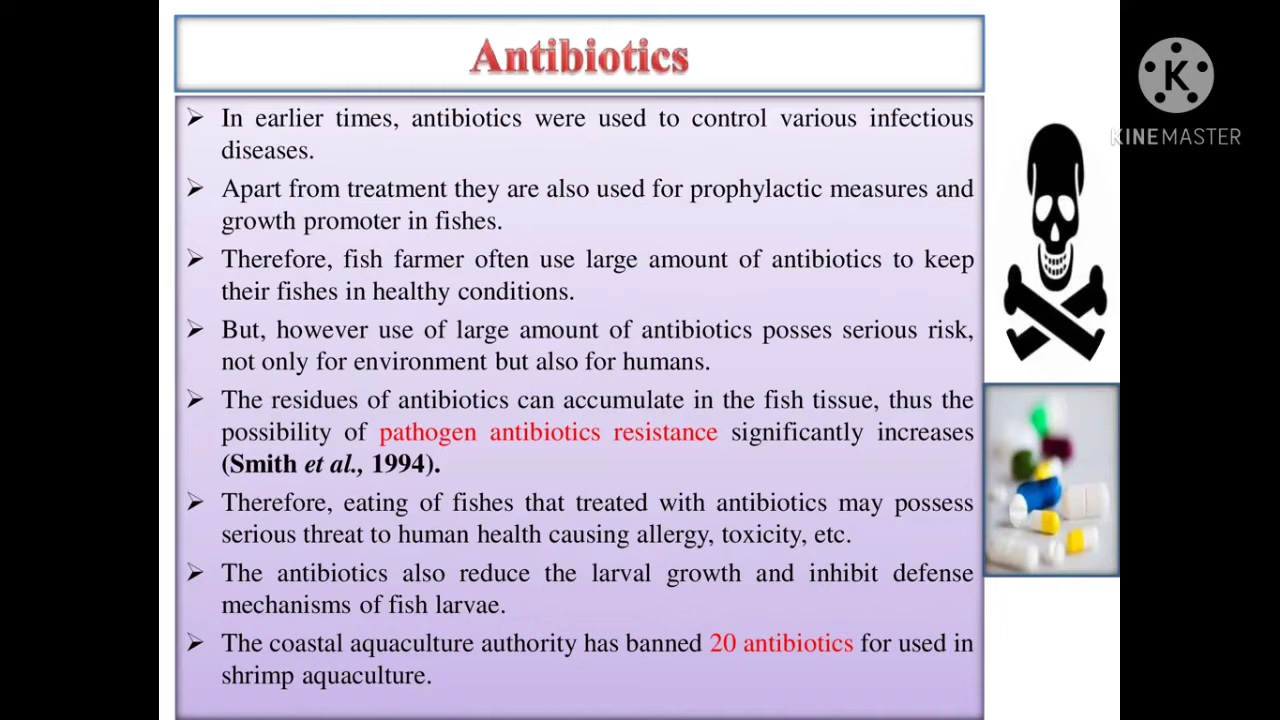 Antibiotics
K
KINEMASTER
➢ In earlier times, antibiotics were used to control various infectious
diseases.
➢ Apart from treatment they are also used for prophylactic measures and
growth promoter in fishes.
➢ Therefore, fish farmer often use large amount of antibiotics to keep
their fishes in healthy conditions.
➢ But, however use of large amount of antibiotics posses serious risk,
not only for environment but also for humans.
➢ The residues of antibiotics can accumulate in the fish tissue, thus the
possibility of pathogen antibiotics resistance significantly increases
(Smith et al., 1994).
➢ Therefore, eating of fishes that treated with antibiotics may possess
serious threat to human health causing allergy, toxicity, etc.
➢ The antibiotics also reduce the larval growth and inhibit defense
mechanisms of fish larvae.
➢ The coastal aquaculture authority has banned 20 antibiotics for used in
shrimp aquaculture.